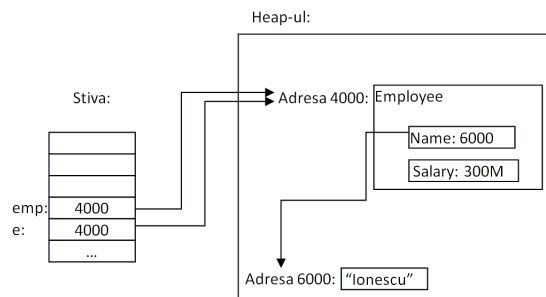 Heap-ul:
Stiva:
Adresa 4000:
Employee
Name: 6000
Salary: 300M
emp:
4000
e:
4000
...
Adresa 6000:
“Ionescu”